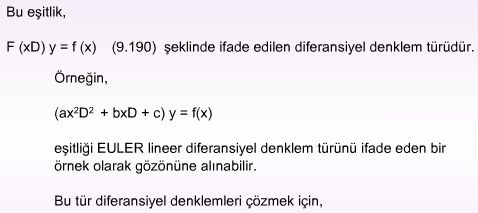 Bu eşitlik,
F (xD) y = f (x) (9.190) şeklinde ifade edilen diferansiyel denklem türüdür.
Örneğin,
(ax²D² + bxD + c) y = f(x)
eşitliği EULER lineer diferansiyel denklem türünü ifade eden bir
örnek olarak gözönüne alınabilir.
Bu tür diferansiyel denklemleri çözmek için,